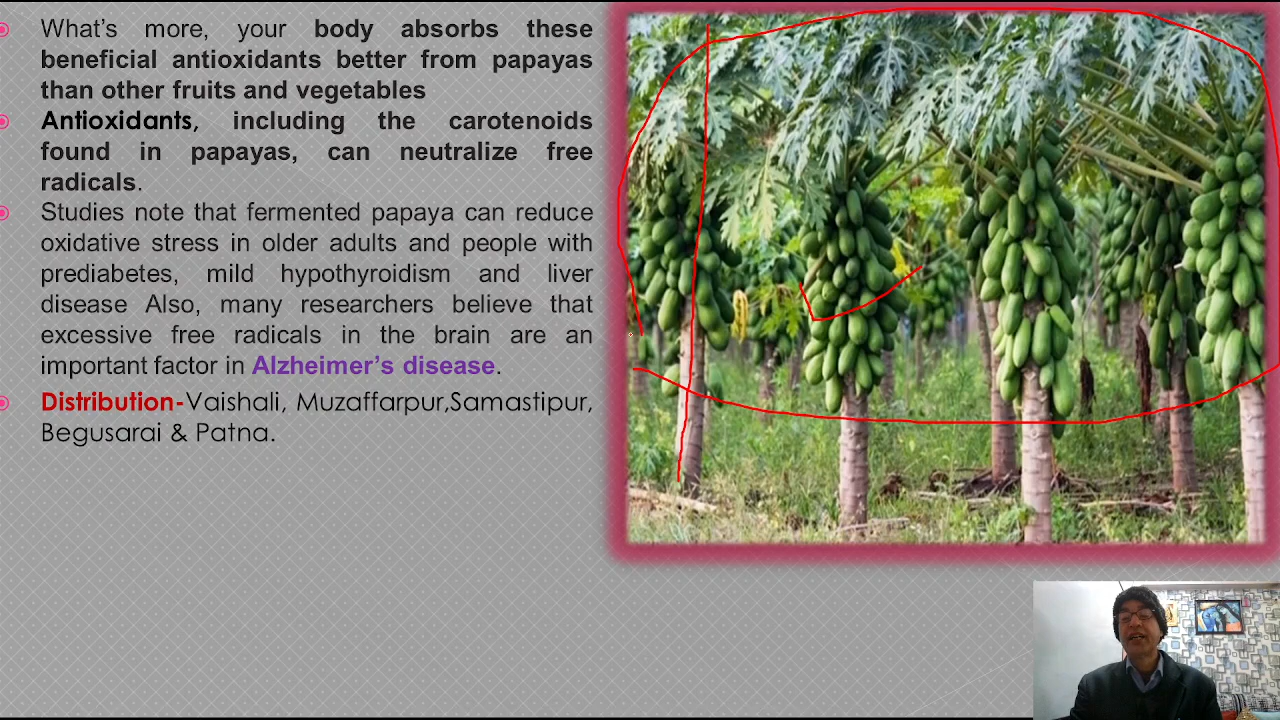 What's more, your body absorbs these
beneficial antioxidants better from papayas
than other fruits and vegetables
Antioxidants, including the carotenoids
found in papayas, can neutralize free
radicals.
Studies note that fermented papaya can reduce
oxidative stress in older adults and people with
prediabetes, mild hypothyroidism and liver
disease Also, many researchers believe that
excessive free radicals in the brain are an
important factor in Alzheimer's disease.
Distribution-Vaishali, Muzaffarpur,Samastipur,
Begusarai & Patna.